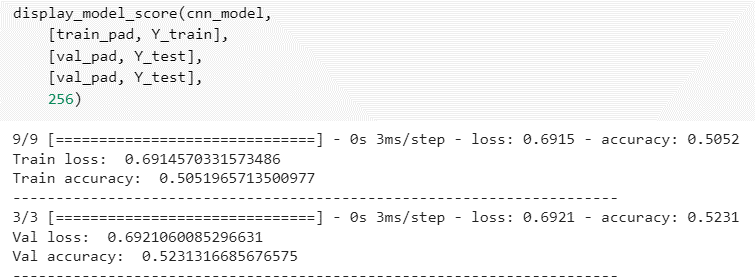 display_model_score(cnn_model,
    [train_pad, Y_train],
    [val_pad, Y_test],
    [val_pad, Y_test],
    256)
9/9 [==============================] - 0s 3ms/step - loss: 0.6915 - accuracy: 0.5052
Train loss:  0.6914570331573486
Train accuracy:  0.5051965713500977
----------------------------------------------------------------------
3/3 [==============================] - 0s 3ms/step - loss: 0.6921 - accuracy: 0.5231
Val loss:  0.6921060085296631
Val accuracy:  0.5231316685676575
----------------------------------------------------------------------